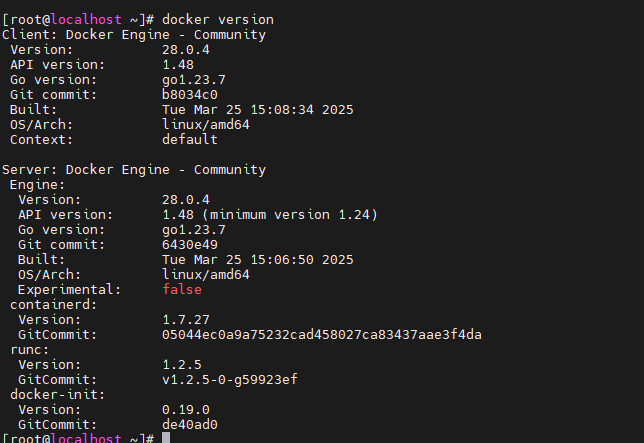 [root@localhost ~]# docker version
Client: Docker Engine - Community
 Version:           28.0.4
 API version:       1.48
 Go version:        go1.23.7
 Git commit:        b8034c0
 Built:             Tue Mar 25 15:08:34 2025
 OS/Arch:           linux/amd64
 Context:           default

Server: Docker Engine - Community
 Engine:
  Version:          28.0.4
  API version:      1.48 (minimum version 1.24)
  Go version:       go1.23.7
  Git commit:       6430e49
  Built:            Tue Mar 25 15:06:50 2025
  OS/Arch:          linux/amd64
  Experimental:     false
 containerd:
  Version:          1.7.27
  GitCommit:        05044ec0a9a75232cad458027ca83437aae3f4da
 runc:
  Version:          1.2.5
  GitCommit:        v1.2.5-0-g59923ef
 docker-init:
  Version:          0.19.0
  GitCommit:        de40ad0
[root@localhost ~]#